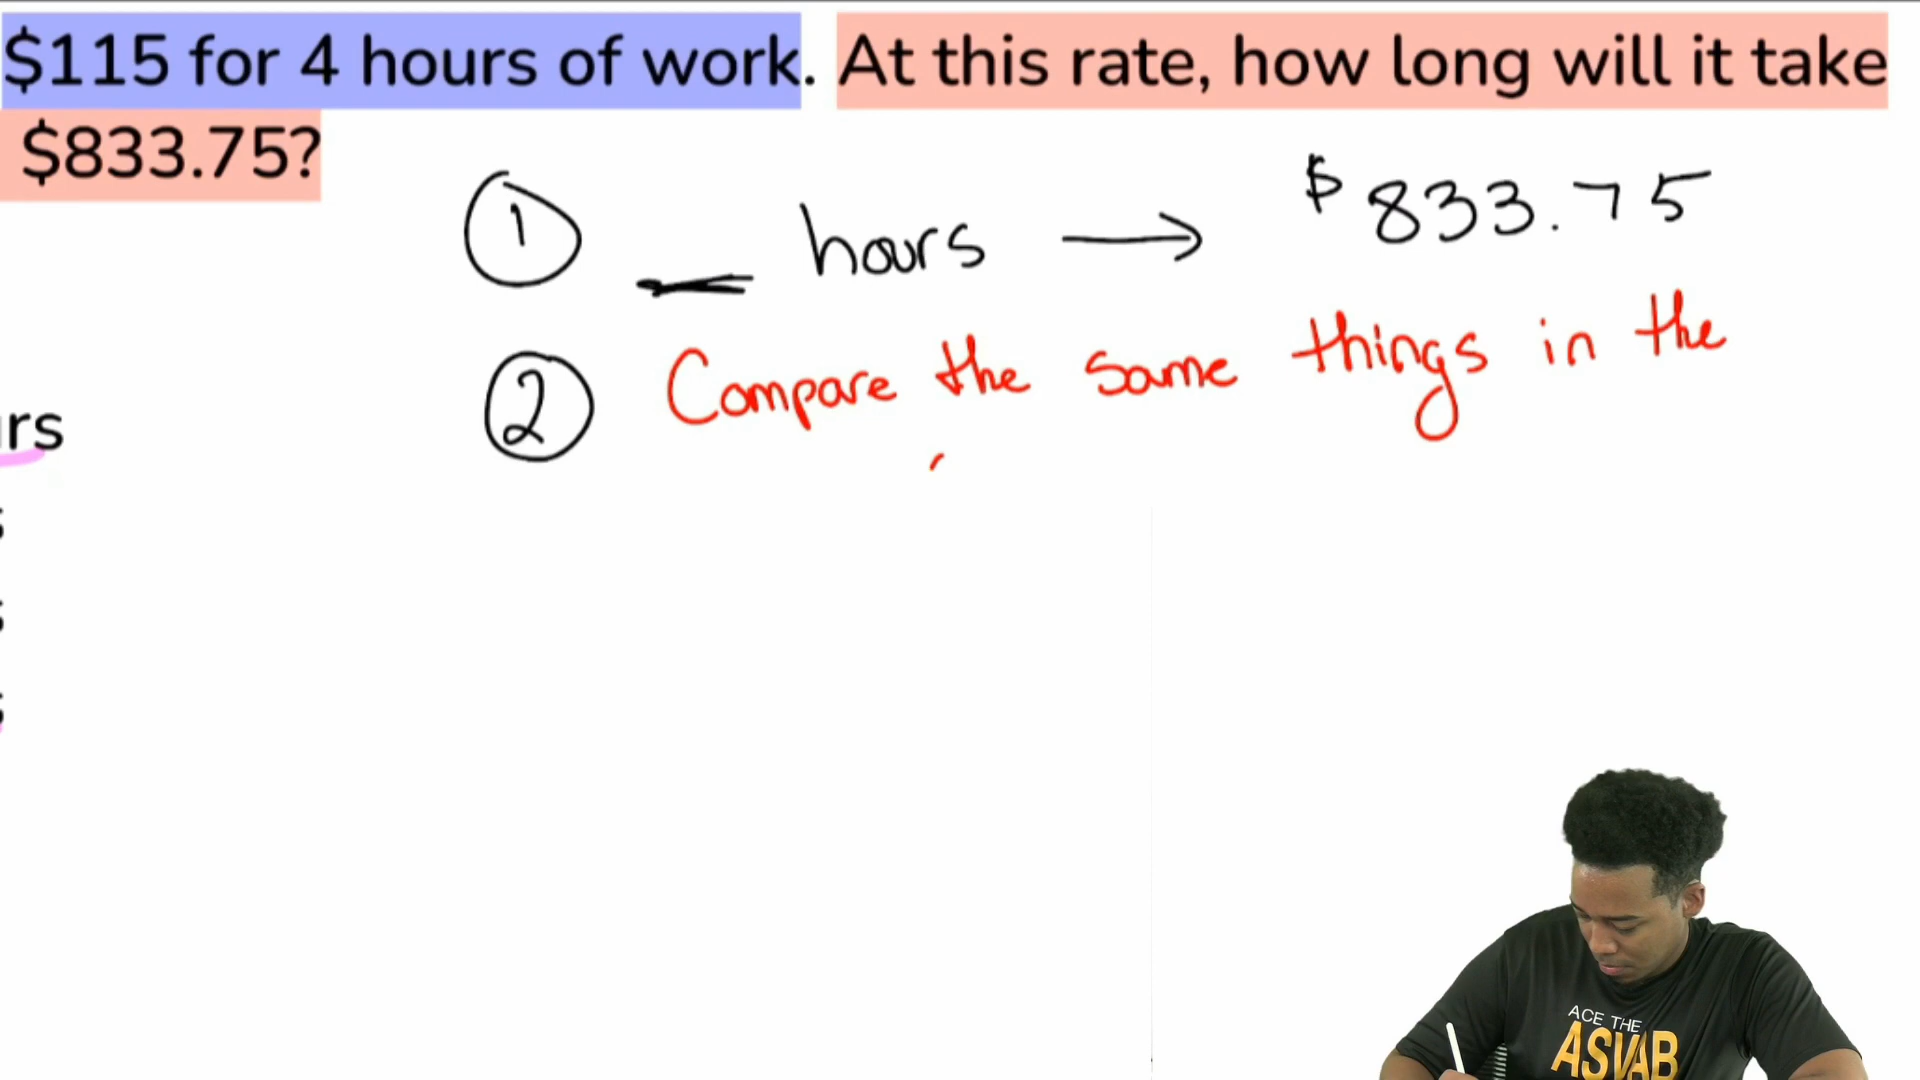 $115 for 4 hours of work. At this rate, how long will it take
$833.75?
1 __ hours → $833.75
2 Compare the same things in the
rs
ACE THE
ASVAB